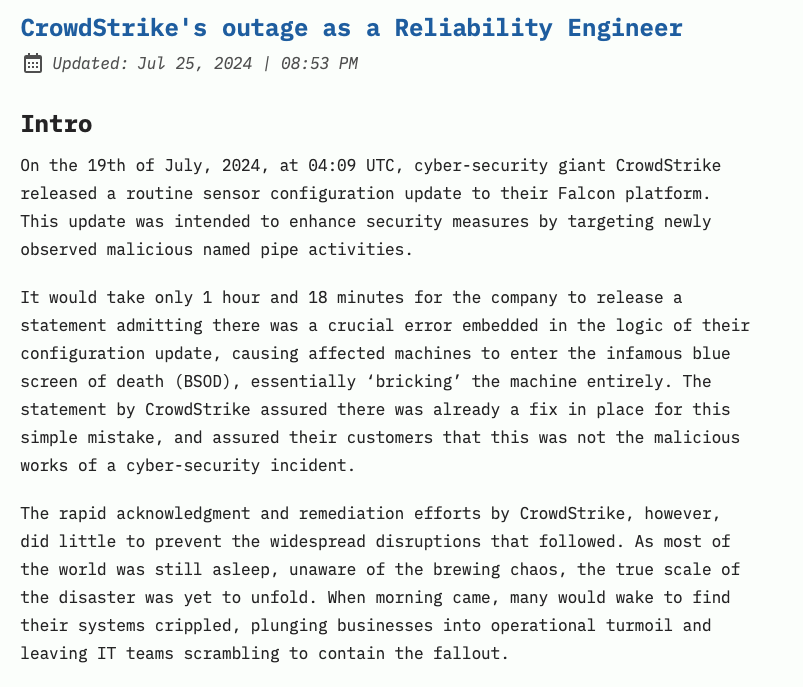 CrowdStrike's outage as a Reliability Engineer
Updated: Jul 25, 2024 | 08:53 PM
Intro
On the 19th of July, 2024, at 04:09 UTC, cyber-security giant CrowdStrike
released a routine sensor configuration update to their Falcon platform.
This update was intended to enhance security measures by targeting newly
observed malicious named pipe activities.
It would take only 1 hour and 18 minutes for the company to release a
statement admitting there was a crucial error embedded in the logic of their
configuration update, causing affected machines to enter the infamous blue
screen of death (BSOD), essentially ‘bricking’ the machine entirely. The
statement by CrowdStrike assured there was already a fix in place for this
simple mistake, and assured their customers that this was not the malicious
works of a cyber-security incident.
The rapid acknowledgment and remediation efforts by CrowdStrike, however,
did little to prevent the widespread disruptions that followed. As most of
the world was still asleep, unaware of the brewing chaos, the true scale of
the disaster was yet to unfold. When morning came, many would wake to find
their systems crippled, plunging businesses into operational turmoil and
leaving IT teams scrambling to contain the fallout.